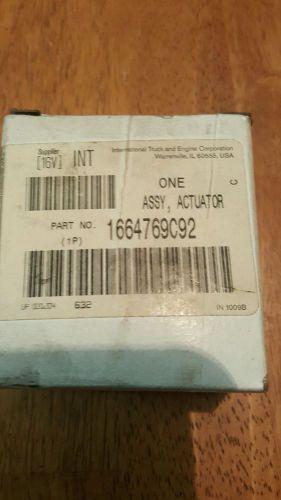 Supplier
[16V] INT
International Truck and Engine Corporation
Warrenville, IL 60555, USA
ONE
C
ASSY, ACTUATOR
PART NO. 1664769C92
(1P)
632
IN 1009B